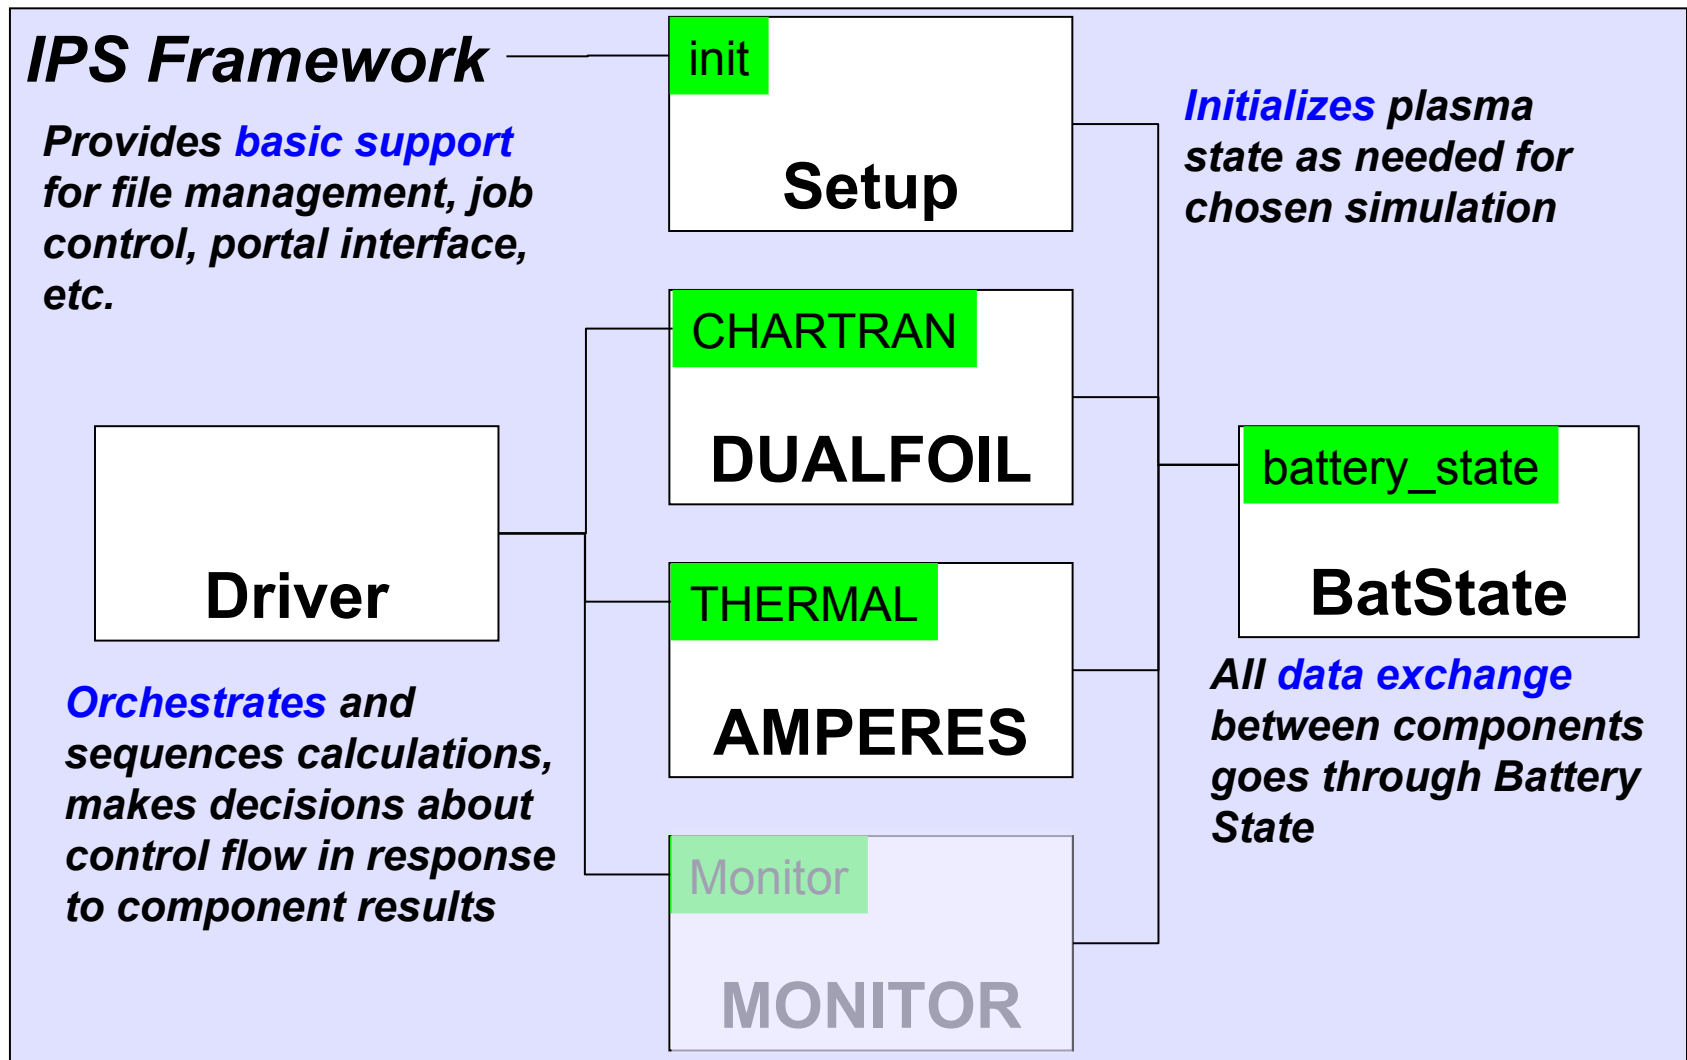 IPS Framework
Provides basic support
for file management, job
control, portal interface,
etc.
init
Setup
Initializes plasma
state as needed for
chosen simulation
CHARTRAN
DUALFOIL
Driver
THERMAL
AMPERES
battery_state
BatState
Orchestrates and
sequences calculations,
makes decisions about
control flow in response
to component results
All data exchange
between components
goes through Battery
State
Monitor
MONITOR